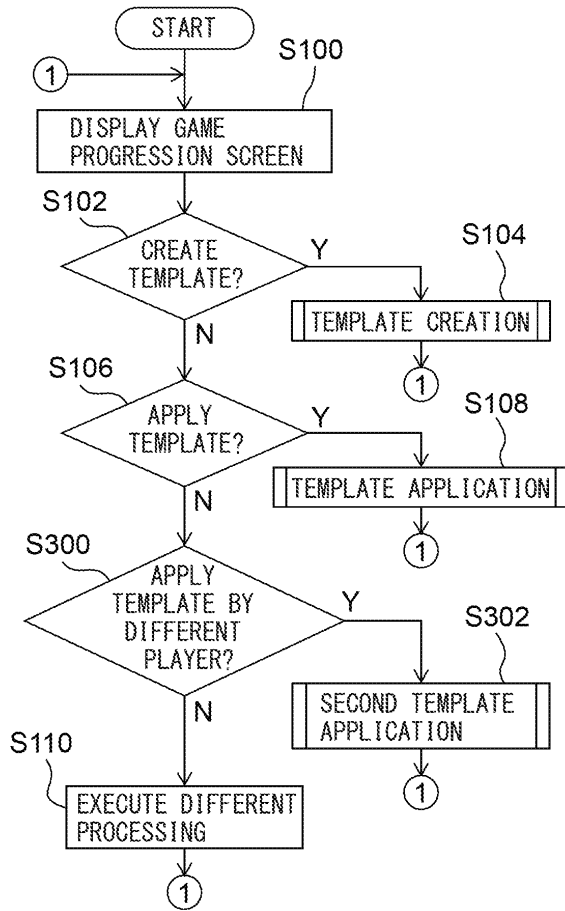 START
1
S100
DISPLAY GAME
PROGRESSION SCREEN
S102
CREATE
TEMPLATE?
Y
S104
TEMPLATE CREATION
N
1
S106
APPLY
TEMPLATE?
Y
S108
TEMPLATE APPLICATION
N
1
S300
APPLY
TEMPLATE BY
DIFFERENT
PLAYER?
Y
S302
SECOND TEMPLATE
APPLICATION
N
1
S110
EXECUTE DIFFERENT
PROCESSING
1